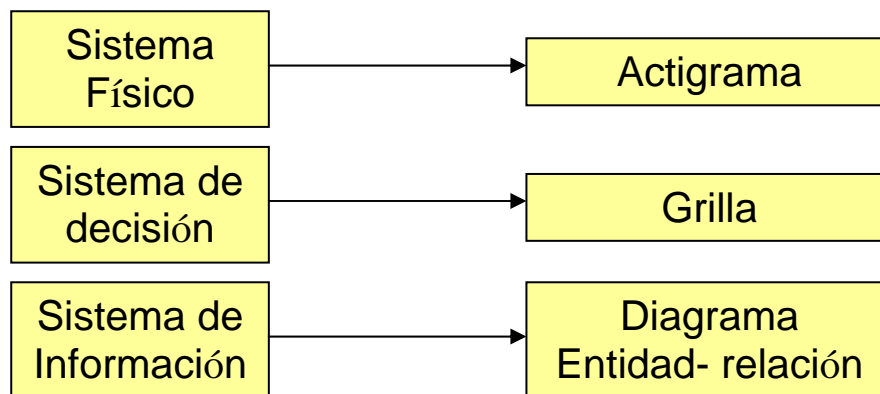 Sistema
Físico
Actigrama
Sistema de
decisión
Grilla
Sistema de
Información
Diagrama
Entidad- relación